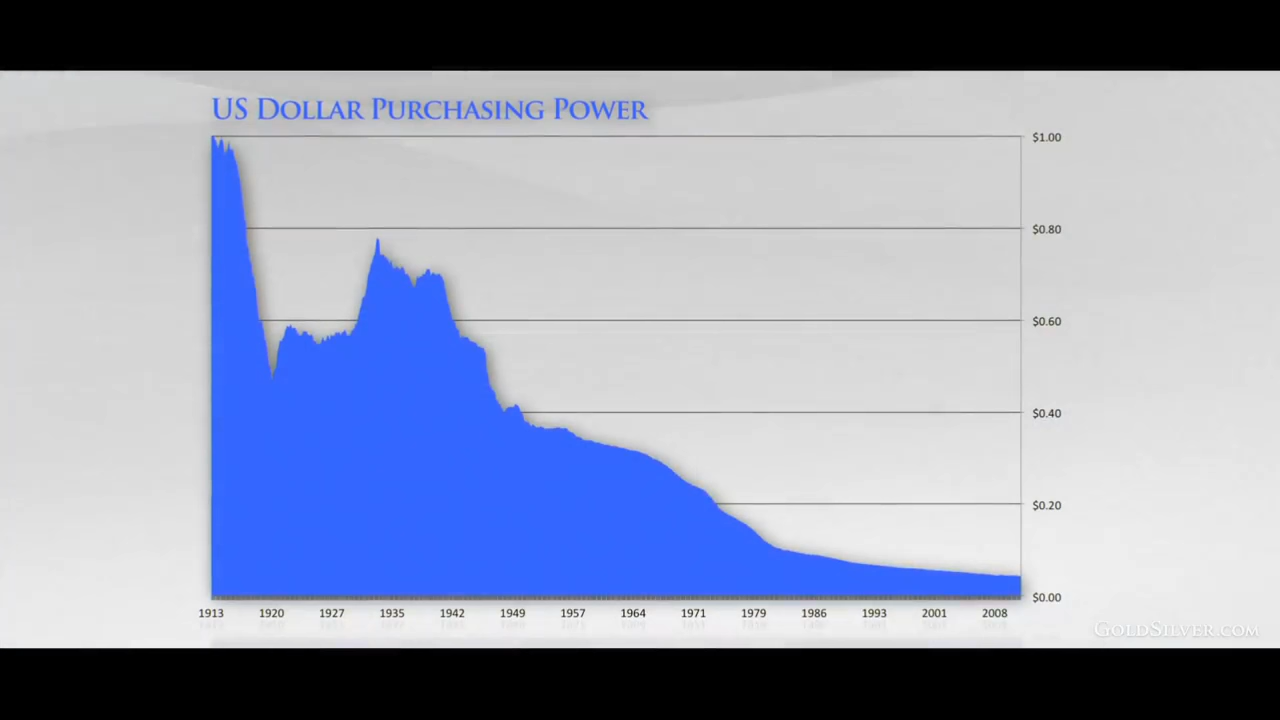 US DOLLAR PURCHASING POWER
$1.00
$0.80
$0.60
$0.40
$0.20
$0.00
1913 1920 1927 1935 1942 1949 1957 1964 1971 1979 1986 1993 2001 2008
GOLDSILVER.COM